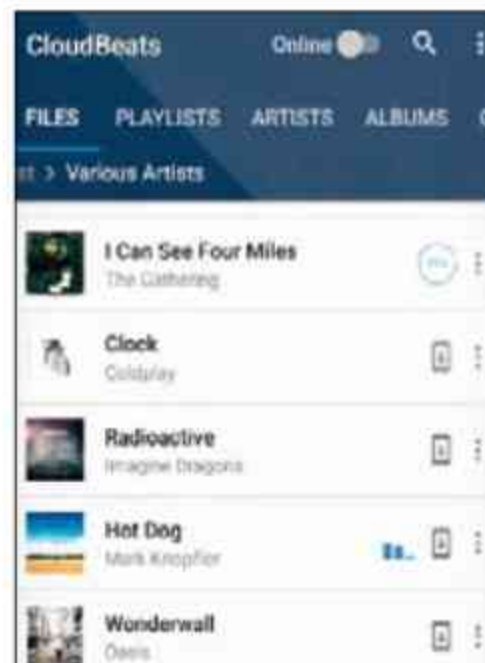 CloudBeats Online
FILES PLAYLISTS ARTISTS ALBUMS
> Various Artists
I Can See Four Miles
The Gathering
Clock
Coldplay
Radioactive
Imagine Dragons
Hot Dog
Mark Knopfler
Wonderwall
Oasis